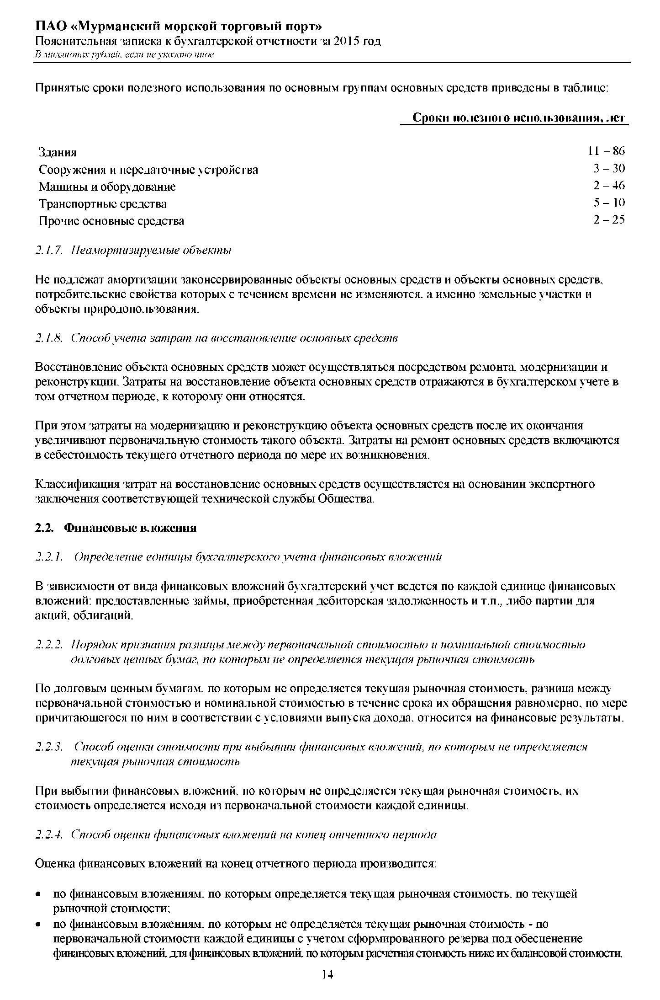 ПАО «Мурманский морской торговый порт»
Пояснительная записка к бухгалтерской отчетности за 2015 год
В миллионах рублей, если не указано иное
Принятые сроки полезного использования по основным группам основных средств приведены в таблице:
Сроки полезного использования, лет
Здания 11 – 86
Сооружения и передаточные устройства 3 – 30
Машины и оборудование 2 – 46
Транспортные средства 5 – 10
Прочие основные средства 2 – 25
2.1.7. Неамортизируемые объекты
Не подлежат амортизации законсервированные объекты основных средств и объекты основных средств,
потребительские свойства которых с течением времени не изменяются, а именно земельные участки и
объекты природопользования.
2.1.8. Способ учета затрат на восстановление основных средств
Восстановление объекта основных средств может осуществляться посредством ремонта, модернизации и
реконструкции. Затраты на восстановление объекта основных средств отражаются в бухгалтерском учете в
том отчетном периоде, к которому они относятся.
При этом затраты на модернизацию и реконструкцию объекта основных средств после их окончания
увеличивают первоначальную стоимость такого объекта. Затраты на ремонт основных средств включаются
в себестоимость текущего отчетного периода по мере их возникновения.
Классификация затрат на восстановление основных средств осуществляется на основании экспертного
заключения соответствующей технической службы Общества.
2.2. Финансовые вложения
2.2.1. Определение единицы бухгалтерского учета финансовых вложений
В зависимости от вида финансовых вложений бухгалтерский учет ведется по каждой единице финансовых
вложений: предоставленные займы, приобретенная дебиторская задолженность и т.п., либо партии для
акций, облигаций.
2.2.2. Порядок признания разницы между первоначальной стоимостью и номинальной стоимостью
долговых ценных бумаг, по которым не определяется текущая рыночная стоимость
По долговым ценным бумагам, по которым не определяется текущая рыночная стоимость, разница между
первоначальной стоимостью и номинальной стоимостью в течение срока их обращения равномерно, по мере
причитающегося по ним в соответствии с условиями выпуска дохода, относится на финансовые результаты.
2.2.3. Способ оценки стоимости при выбытии финансовых вложений, по которым не определяется
текущая рыночная стоимость
При выбытии финансовых вложений, по которым не определяется текущая рыночная стоимость, их
стоимость определяется исходя из первоначальной стоимости каждой единицы.
2.2.4. Способ оценки финансовых вложений на конец отчетного периода
Оценка финансовых вложений на конец отчетного периода производится:
• по финансовым вложениям, по которым определяется текущая рыночная стоимость, по текущей
рыночной стоимости;
• по финансовым вложениям, по которым не определяется текущая рыночная стоимость - по
первоначальной стоимости каждой единицы с учетом сформированного резерва под обесценение
финансовых вложений, для финансовых вложений, по которым расчетная стоимость ниже их балансовой стоимости.
14